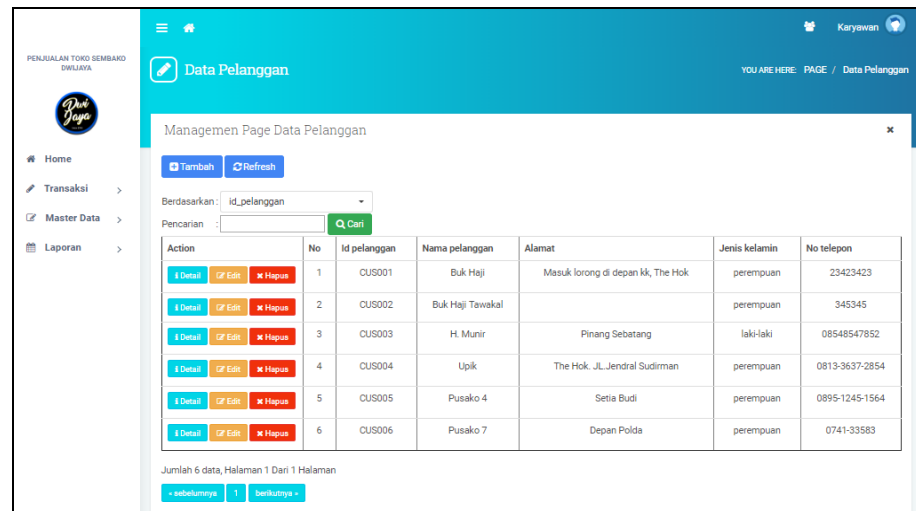 Karyawan
PENJUALAN TOKO SEMBAKO
DWIJAYA
Data Pelanggan
YOU ARE HERE: PAGE / Data Pelanggan
Dwi
Jaya
Managemen Page Data Pelanggan
Home
Transaksi
Master Data
Laporan
Tambah Refresh
Berdasarkan : id_pelanggan
Pencarian : Cari
Action No Id pelanggan Nama pelanggan Alamat Jenis kelamin No telepon
Detail Edit Hapus 1 CUS001 Buk Haji Masuk lorong di depan kk, The Hok perempuan 23423423
Detail Edit Hapus 2 CUS002 Buk Haji Tawakal perempuan 345345
Detail Edit Hapus 3 CUS003 H. Munir Pinang Sebatang laki-laki 08548547852
Detail Edit Hapus 4 CUS004 Upik The Hok. JL.Jendral Sudirman perempuan 0813-3637-2854
Detail Edit Hapus 5 CUS005 Pusako 4 Setia Budi perempuan 0895-1245-1564
Detail Edit Hapus 6 CUS006 Pusako 7 Depan Polda perempuan 0741-33583
Jumlah 6 data, Halaman 1 Dari 1 Halaman
« sebelumnya 1 berikutnya »